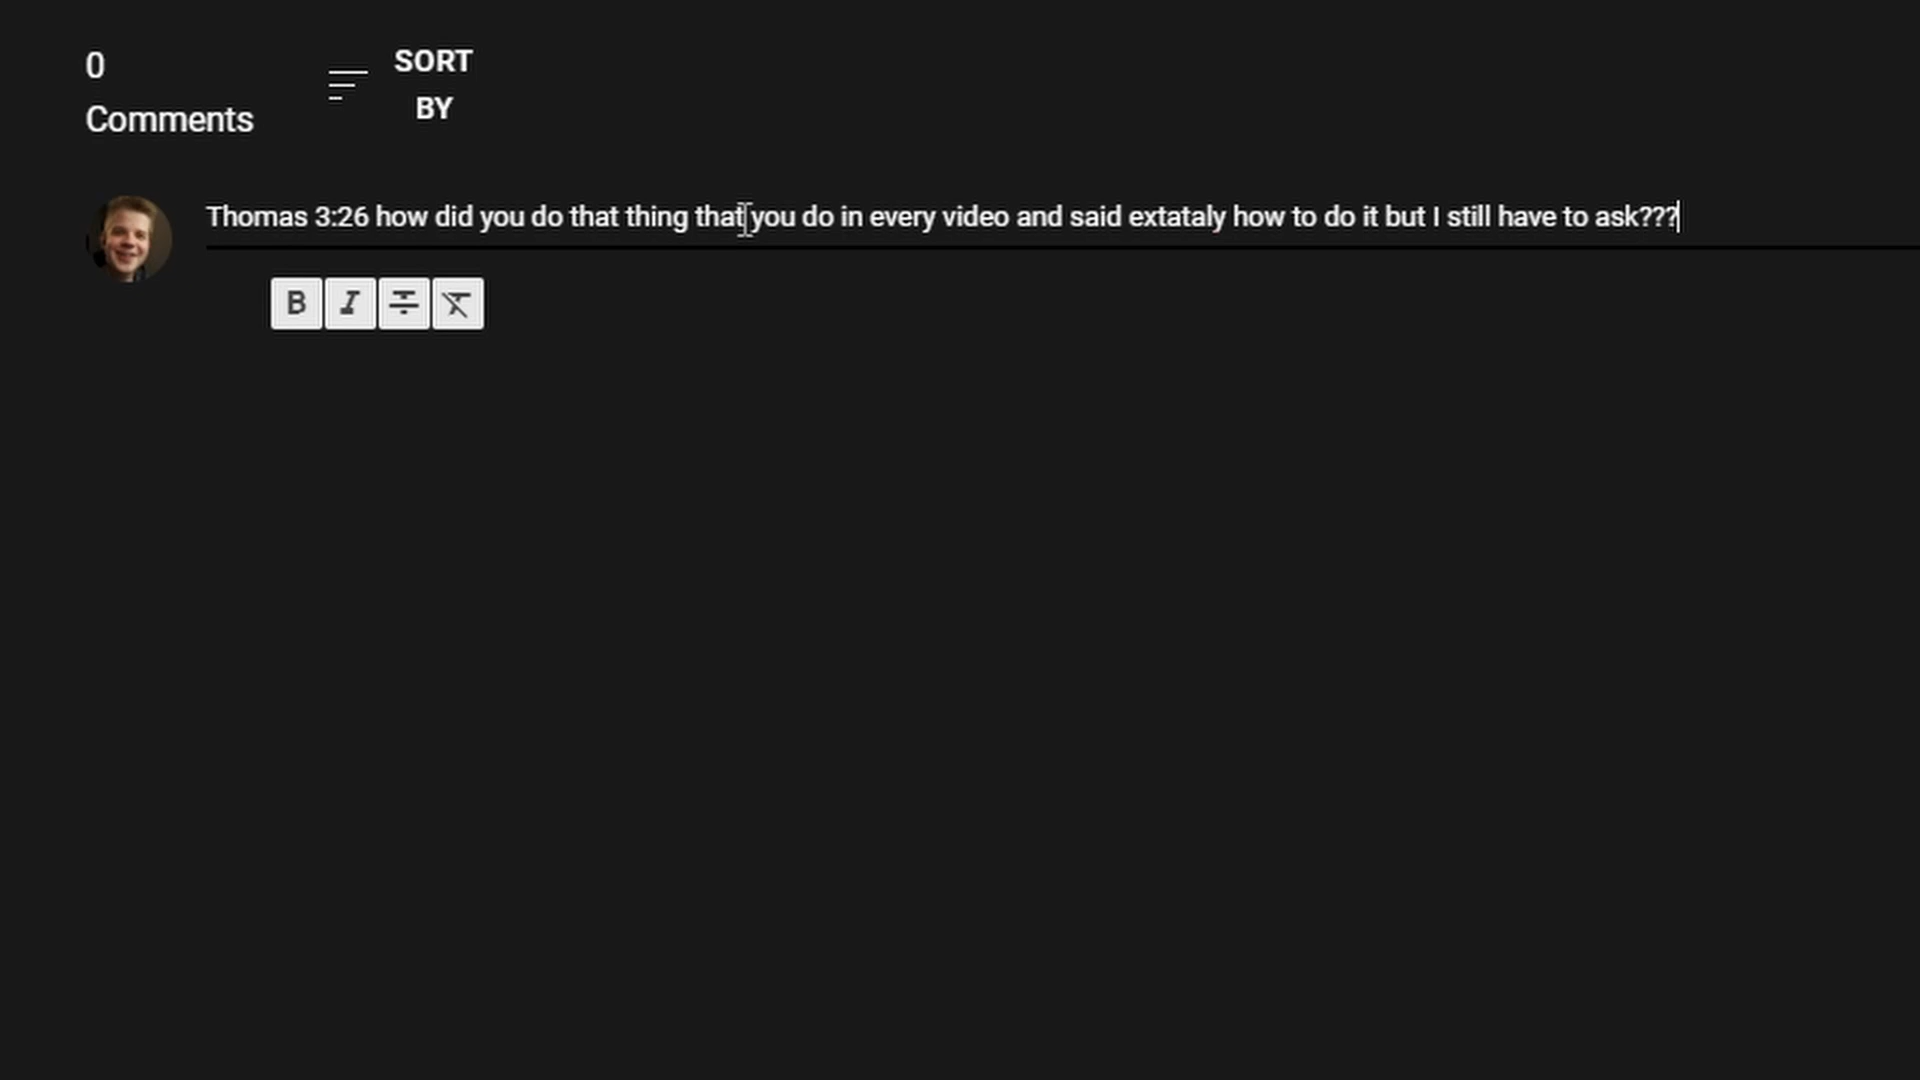 0
Comments
SORT
BY
Thomas 3:26 how did you do that thing that you do in every video and said extataly how to do it but I still have to ask???
B I